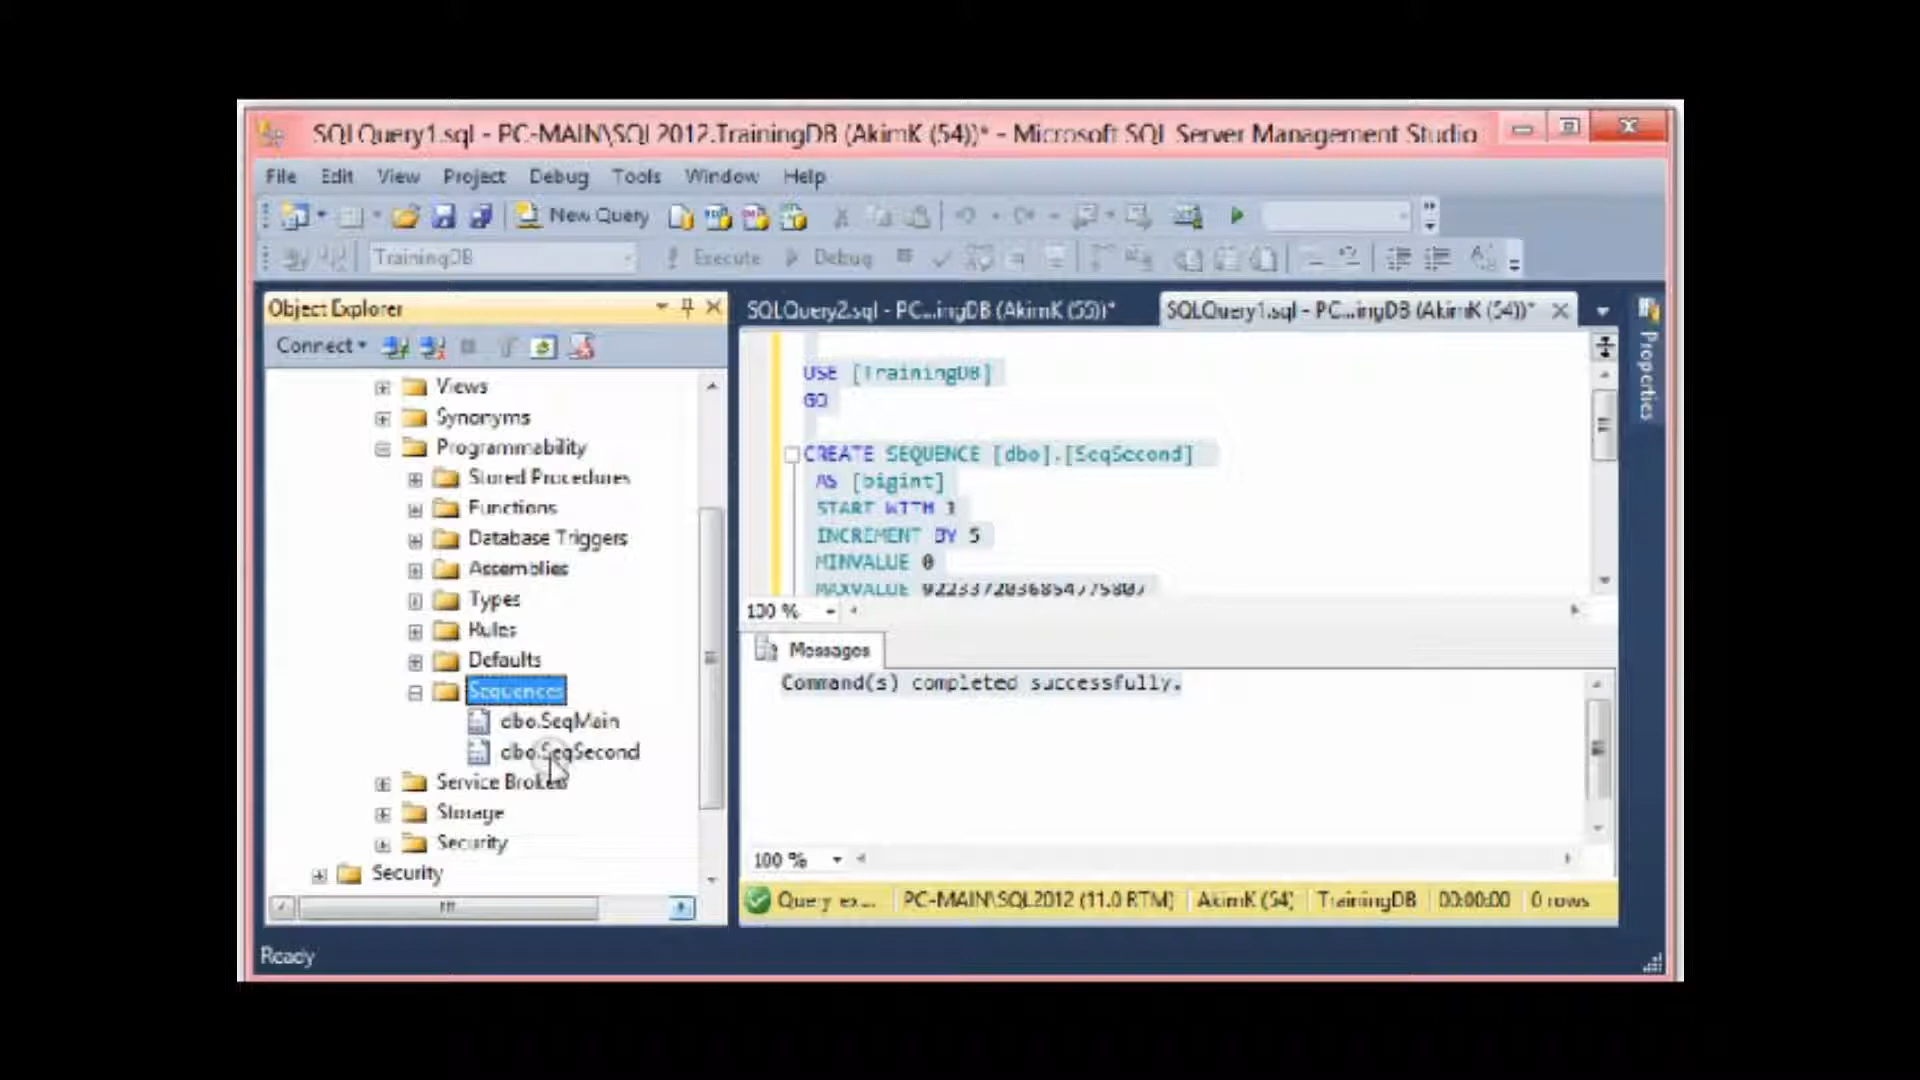 SQLQuery1.sql - PC-MAIN\SQL2012.TrainingDB (AkimK (54))* - Microsoft SQL Server Management Studio
File Edit View Project Debug Tools Window Help
New Query
TrainingDB Execute Debug
Object Explorer
Connect
Views
Synonyms
Programmability
Stored Procedures
Functions
Database Triggers
Assemblies
Types
Rules
Defaults
Sequences
dbo.SeqMain
dbo.SeqSecond
Service Broker
Storage
Security
Security
SQLQuery2.sql - PC...ingDB (AkimK (55))* SQLQuery1.sql - PC...ingDB (AkimK (54))*
USE [TrainingDB]
GO
CREATE SEQUENCE [dbo].[SeqSecond]
AS [bigint]
START WITH 1
INCREMENT BY 5
MINVALUE 0
MAXVALUE 9223372036854775807
100 %
Messages
Command(s) completed successfully.
100 %
Query ex... PC-MAIN\SQL2012 (11.0 RTM) AkimK (54) TrainingDB 00:00:00 0 rows
Properties
Ready